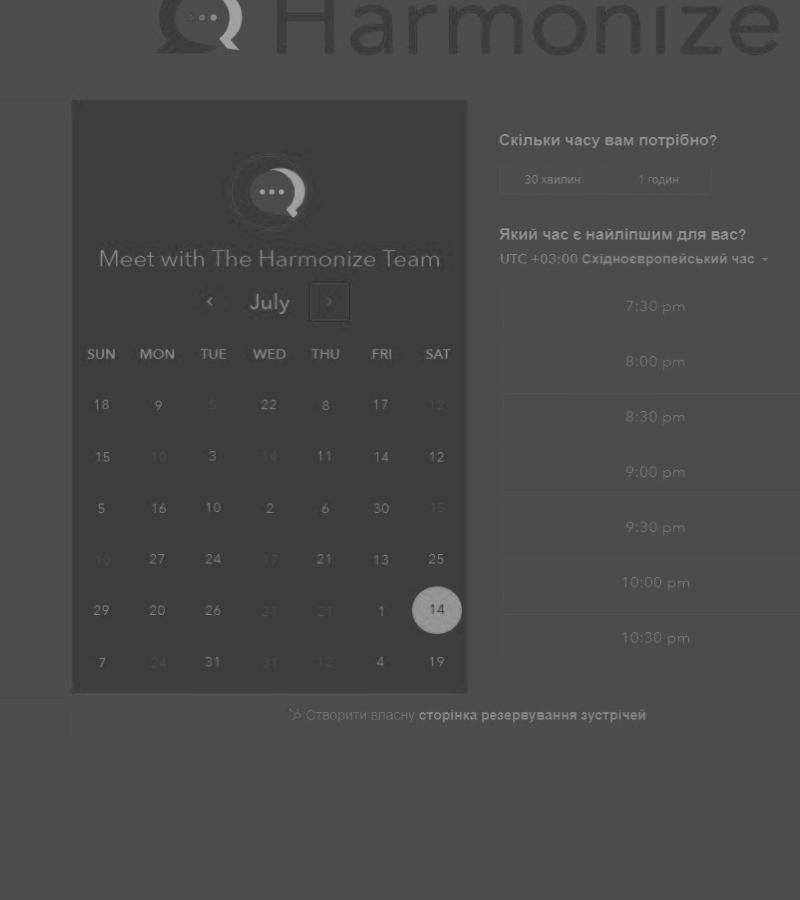 Harmonize
Meet with The Harmonize Team
July
SUN MON TUE WED THU FRI SAT
18 9 5 22 8 17 12
15 10 3 14 11 14 12
5 16 10 2 6 30 15
10 27 24 17 21 13 25
29 20 26 21 21 1 14
7 24 31 31 12 4 19
Скільки часу вам потрібно?
30 хвилин 1 годин
Який час є найліпшим для вас?
UTC +03:00 Східноєвропейський час
7:30 pm
8:00 pm
8:30 pm
9:00 pm
9:30 pm
10:00 pm
10:30 pm
Створити власну сторінка резервування зустрічей